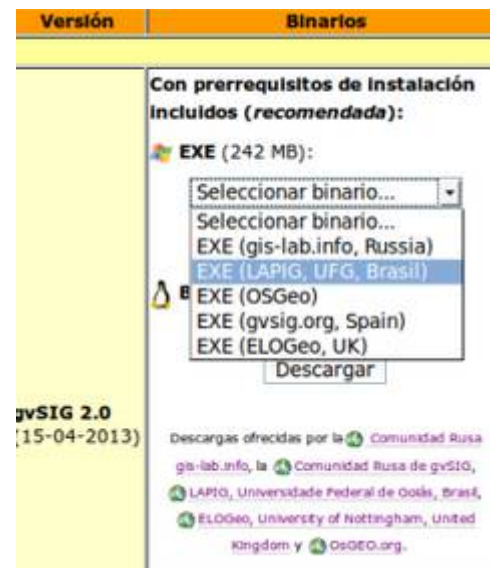 Versión
Binarios
Con prerrequisitos de instalación
incluidos (recomendada):
EXE (242 MB):
Seleccionar binario...
Seleccionar binario...
EXE (gis-lab.info, Russia)
EXE (LAPIG, UFG, Brasil)
B
EXE (OSGeo)
EXE (gvsig.org, Spain)
EXE (ELOGeo, UK)
Descargar
gvSIG 2.0
(15-04-2013)
Descargas ofrecidas por la Comunidad Rusa
gis-lab.info, la Comunidad Rusa de gvSIG,
LAPIG, Universidade Federal de Goiás, Brasil,
ELOGeo, University of Nottingham, United
Kingdom y OsGEO.org.